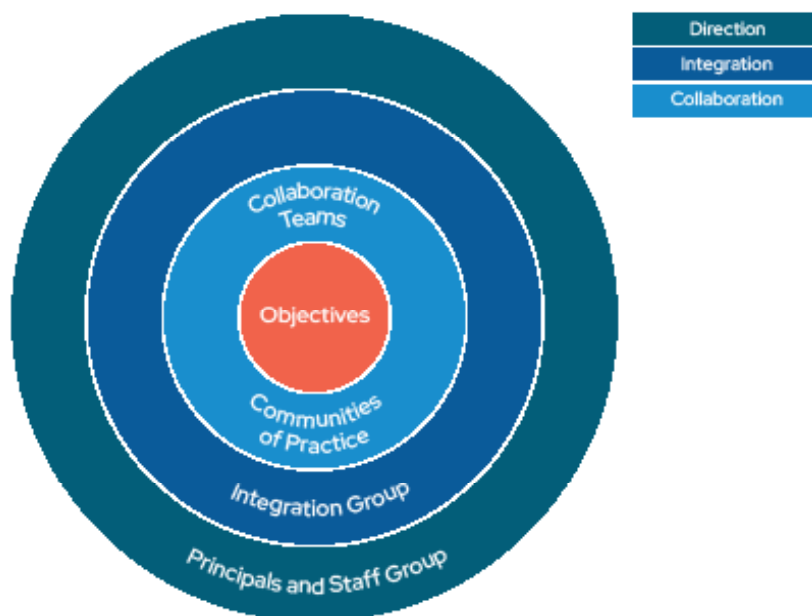 Direction
Integration
Collaboration
Collaboration
Teams
Objectives
Communities
of Practice
Integration Group
Principals and Staff Group